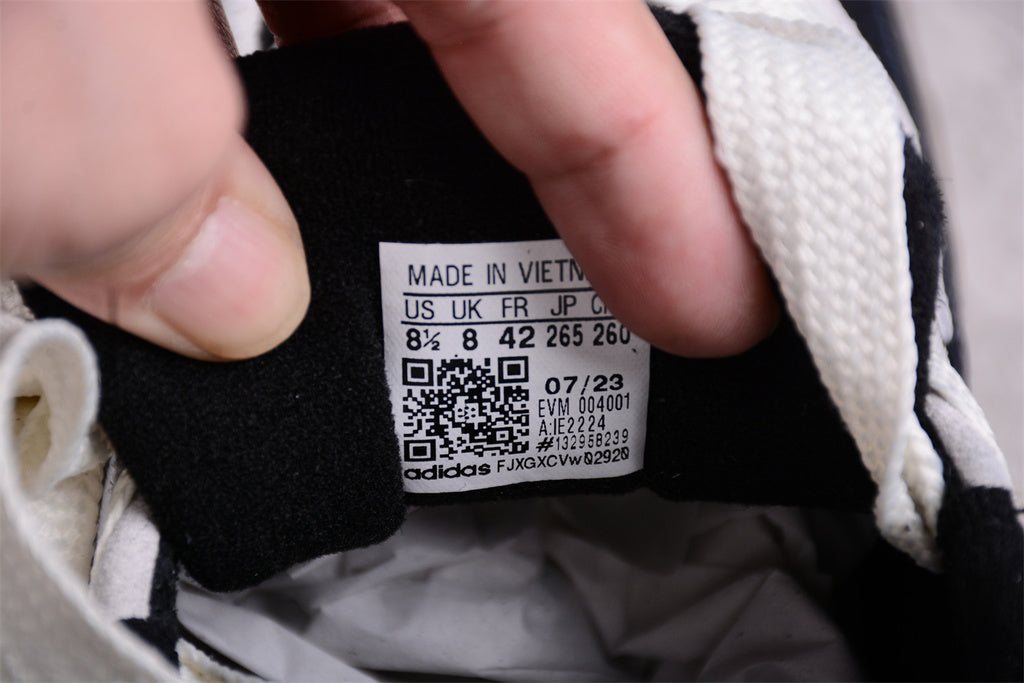 MADE IN VIETN
US UK FR JP
8½ 8 42 265 260
07/23
EVM 004001
A:IE2224
#132958239
adidas FJXGXCVw02920